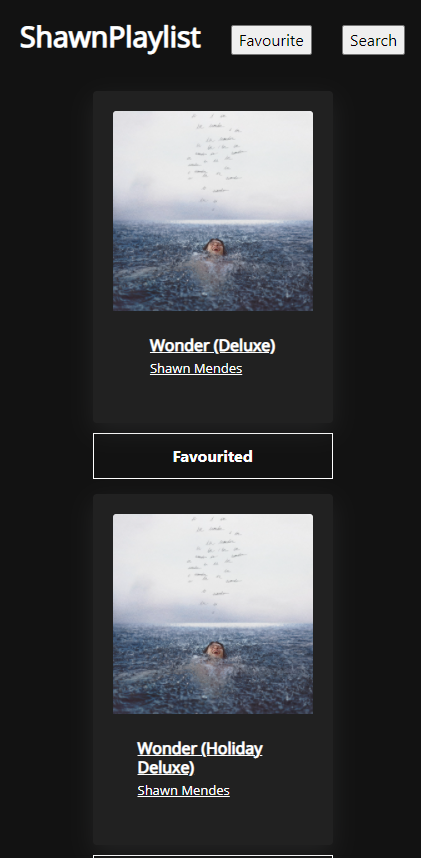 ShawnPlaylist
Favourite
Search
Wonder (Deluxe)
Shawn Mendes
Favourited
Wonder (Holiday
Deluxe)
Shawn Mendes